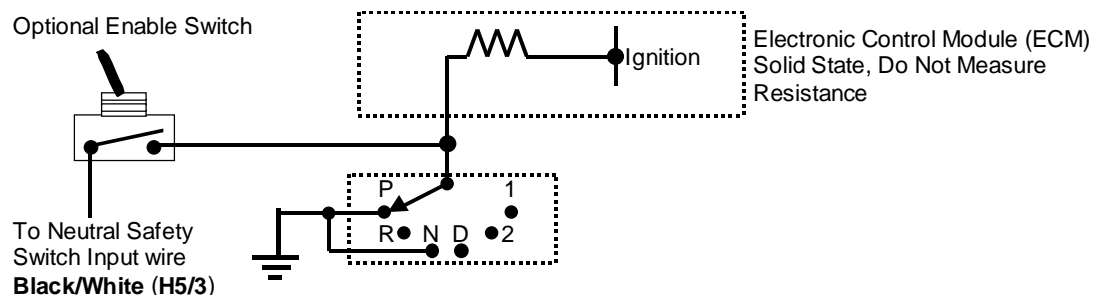 Optional Enable Switch
Ignition
Electronic Control Module (ECM)
Solid State, Do Not Measure
Resistance
P
1
R
N
D
2
To Neutral Safety
Switch Input wire
Black/White (H5/3)